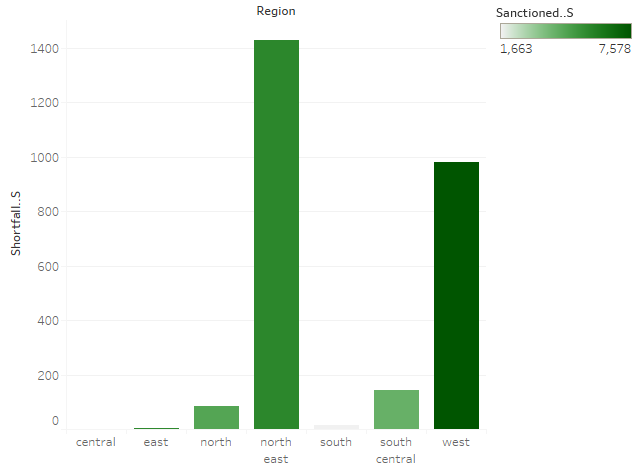 Region
Sanctioned..S
1,663 7,578
Shortfall..S
1400
1200
1000
800
600
400
200
0
central east north north east south south central west